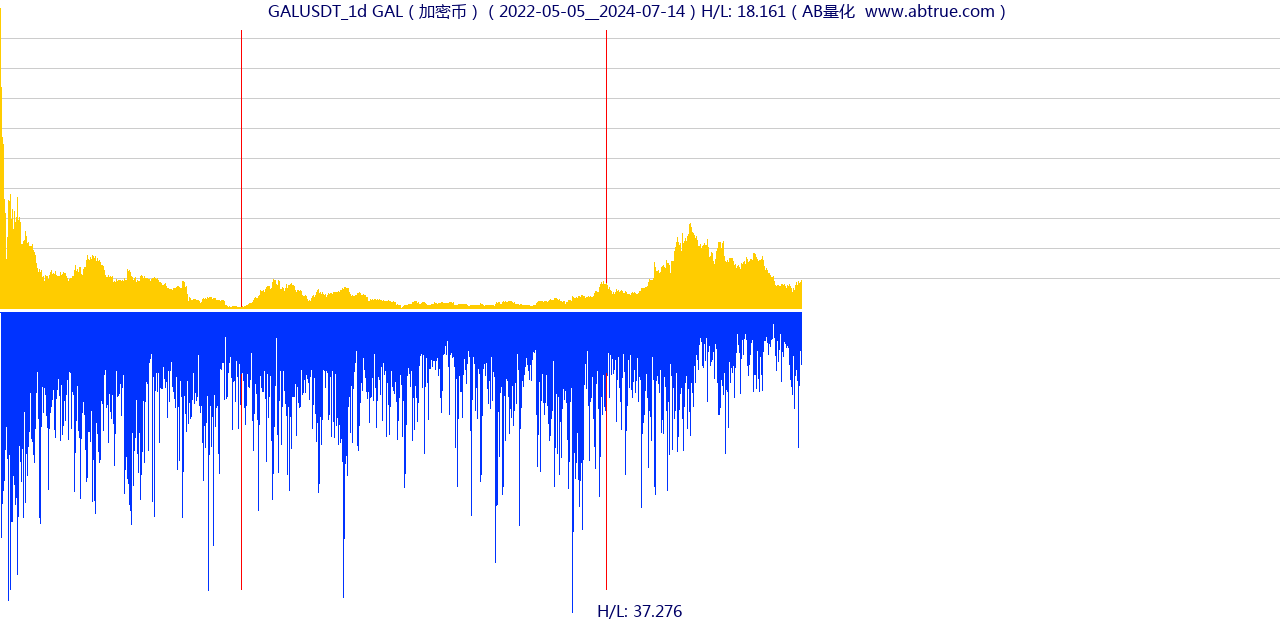 GALUSDT_1d GAL ( 加密币 ) ( 2022-05-05__2024-07-14 ) H/L: 18.161 ( AB量化  www.abtrue.com )
H/L: 37.276